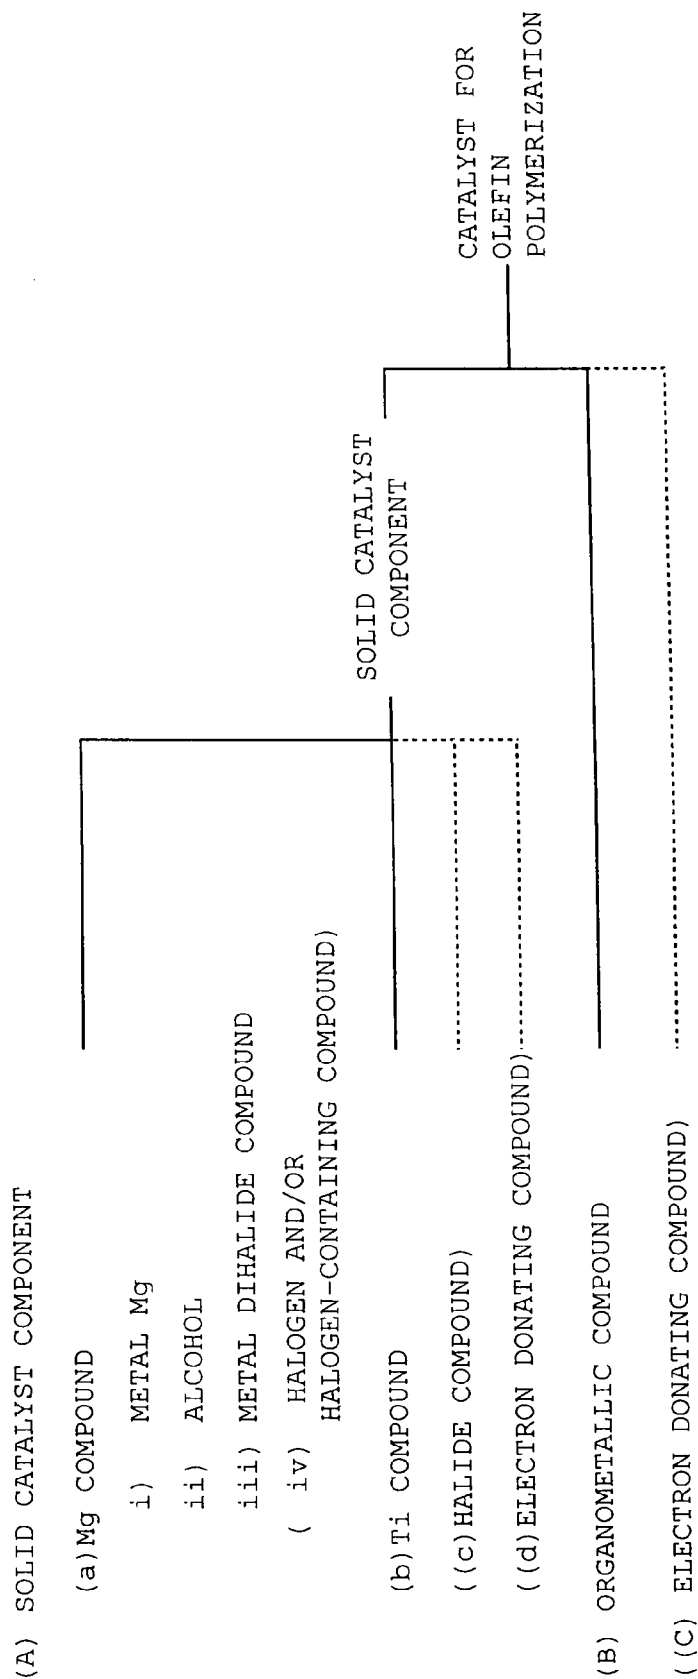 (A) SOLID CATALYST COMPONENT
(a)Mg COMPOUND
i) METAL Mg
ii) ALCOHOL
iii) METAL DIHALIDE COMPOUND
( iv) HALOGEN AND/OR
HALOGEN-CONTAINING COMPOUND)
(b)Ti COMPOUND
((c)HALIDE COMPOUND)
((d)ELECTRON DONATING COMPOUND)
(B) ORGANOMETALLIC COMPOUND
((C) ELECTRON DONATING COMPOUND)
SOLID CATALYST
COMPONENT
CATALYST FOR
OLEFIN
POLYMERIZATION